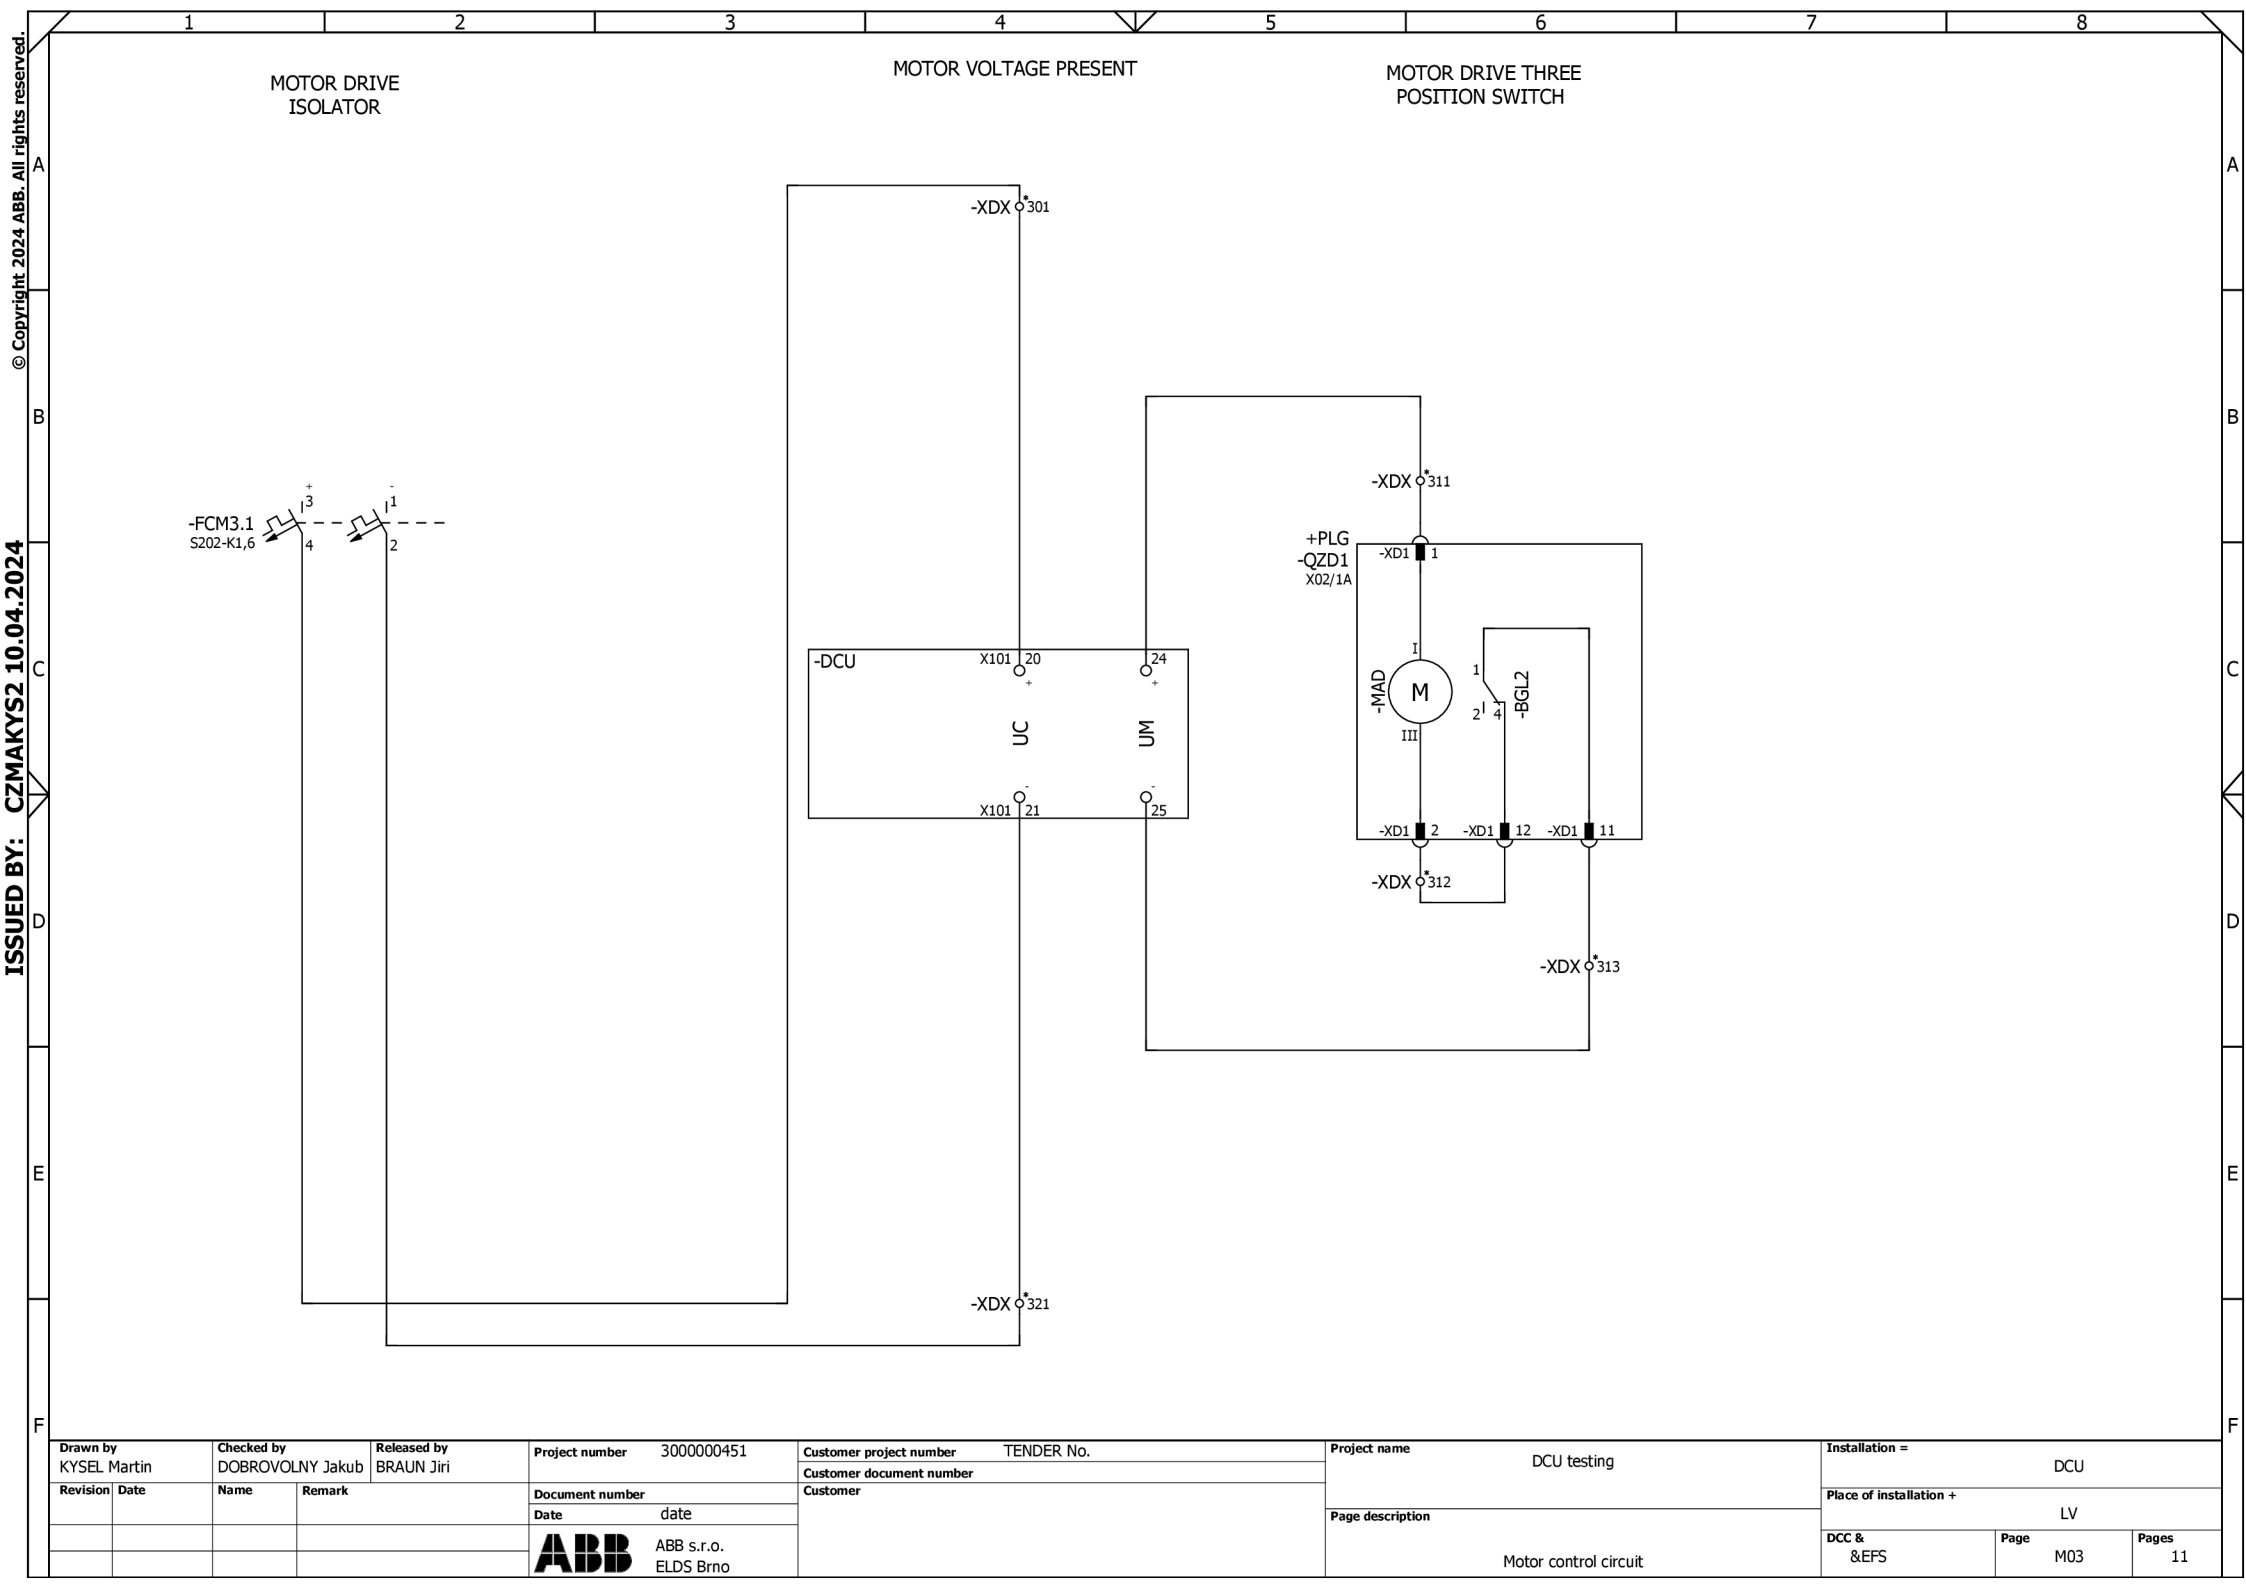 1 2 3 4 5 6 7 8
© Copyright 2024 ABB. All rights reserved.
ISSUED BY: CZMAKYS2 10.04.2024
MOTOR DRIVE
ISOLATOR
MOTOR VOLTAGE PRESENT
MOTOR DRIVE THREE
POSITION SWITCH
A A
-XDX * 301
B B
-XDX * 311
+ -
3 1
-FCM3.1
S202-K1,6
4 2
+PLG
-QZD1
X02/1A
-XD1 1
C C
-DCU
X101 20 24
+ +
UC UM
- -
X101 21 25
I
-MAD
M
III
1
2 4
-BGL2
-XD1 2 -XD1 12 -XD1 11
-XDX * 312
D D
-XDX * 313
E E
-XDX * 321
F F
Drawn by
KYSEL Martin
Checked by
DOBROVOLNY Jakub
Released by
BRAUN Jiri
Revision Date Name Remark
Project number 3000000451
Document number
Date date
ABB
ABB s.r.o.
ELDS Brno
Customer project number TENDER No.
Customer document number
Customer
Project name
DCU testing
Page description
Motor control circuit
Installation =
DCU
Place of installation +
LV
DCC &
&EFS
Page
M03
Pages
11